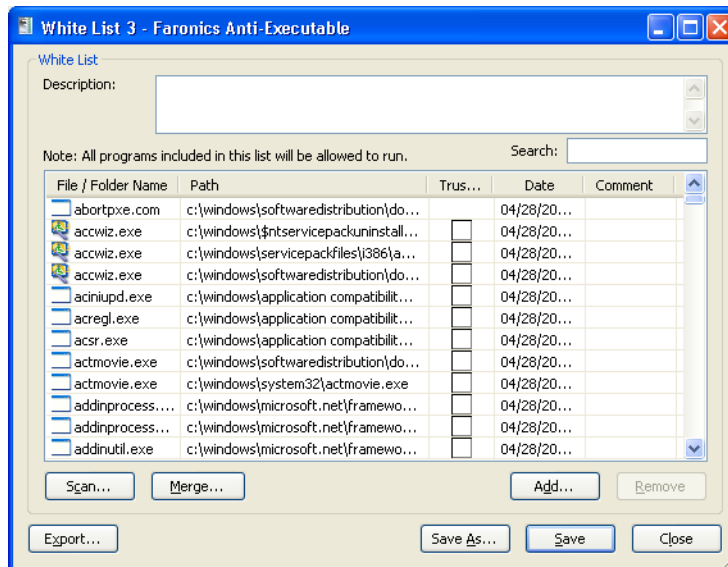 White List 3 - Faronics Anti-Executable
White List
Description:
Note: All programs included in this list will be allowed to run.
Search:
File / Folder Name Path Trus... Date Comment
abortpxe.com c:\windows\softwaredistribution\do... 04/28/20...
accwiz.exe c:\windows\$ntservicepackuninstall... 04/28/20...
accwiz.exe c:\windows\servicepackfiles\i386\a... 04/28/20...
accwiz.exe c:\windows\softwaredistribution\do... 04/28/20...
aciniupd.exe c:\windows\application compatibilit... 04/28/20...
acregl.exe c:\windows\application compatibilit... 04/28/20...
acsr.exe c:\windows\application compatibilit... 04/28/20...
actmovie.exe c:\windows\softwaredistribution\do... 04/28/20...
actmovie.exe c:\windows\system32\actmovie.exe 04/28/20...
addinprocess.... c:\windows\microsoft.net\framewo... 04/28/20...
addinprocess.... c:\windows\microsoft.net\framewo... 04/28/20...
addinutil.exe c:\windows\microsoft.net\framewo... 04/28/20...
Scan... Merge... Add... Remove
Export... Save As... Save Close